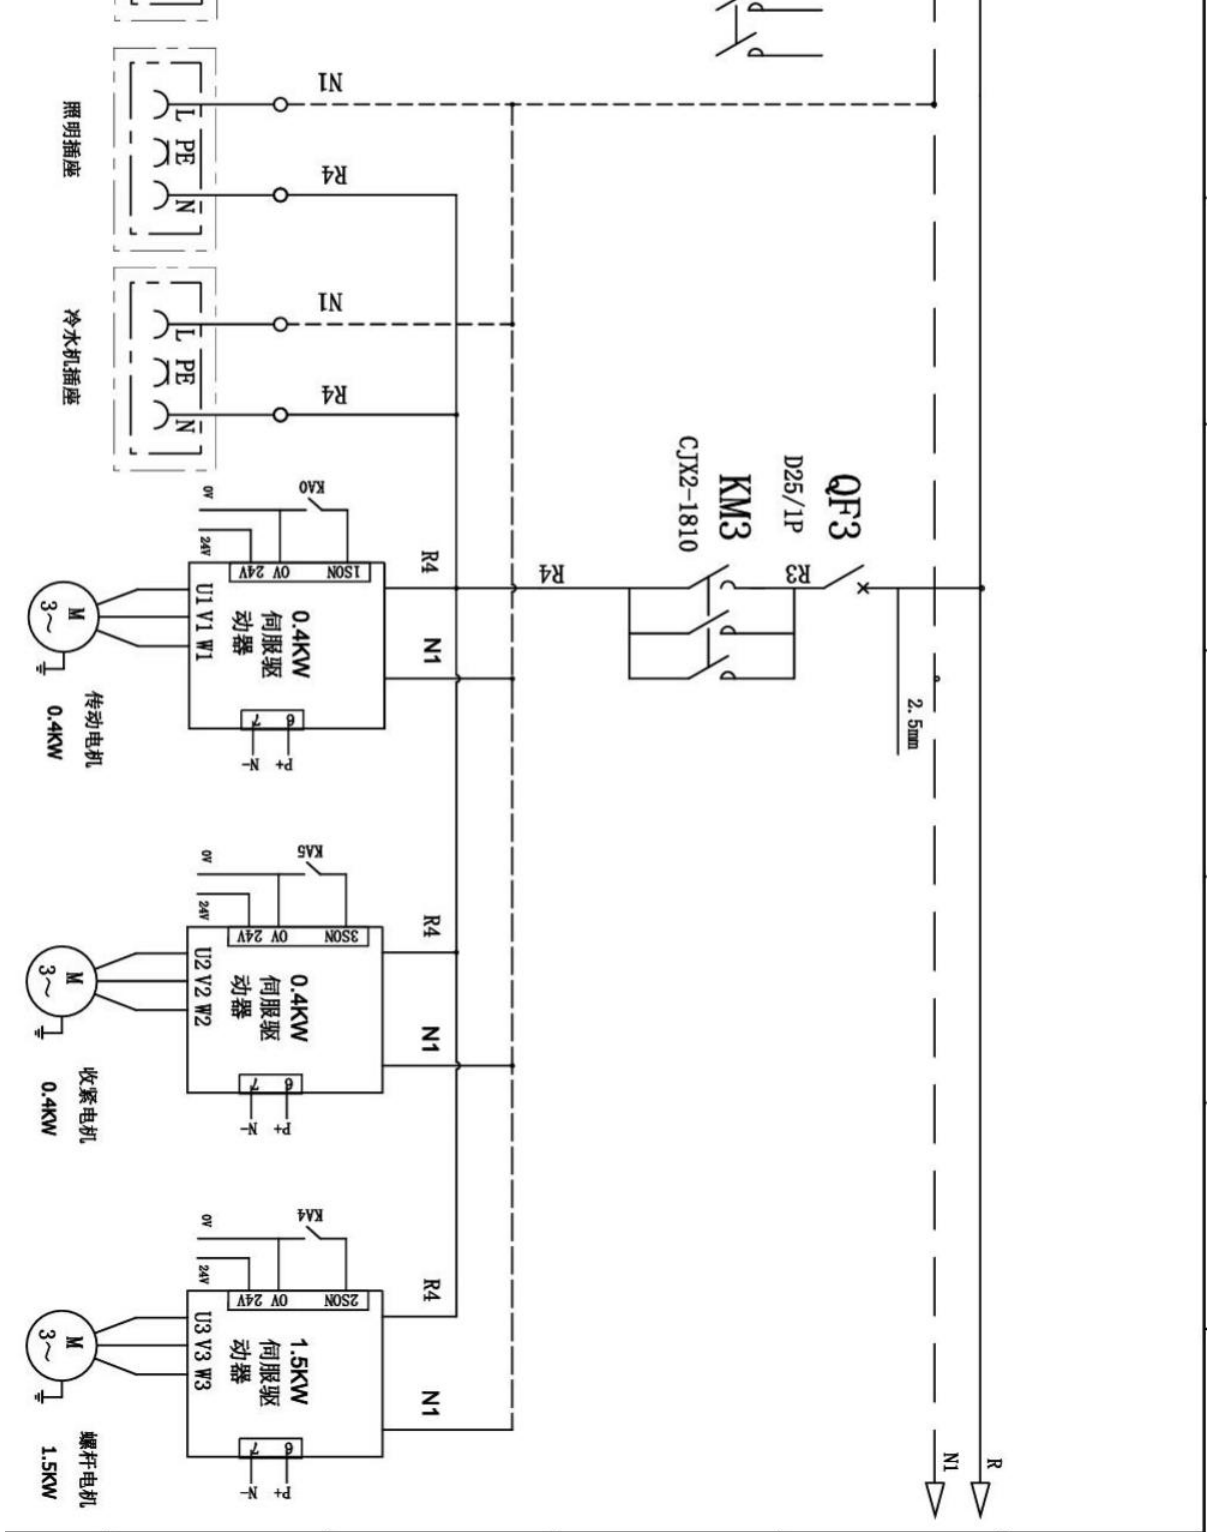 照明插座
L
PE
N
N1
R4
冷水机插座
L
PE
N
N1
R4
QF3
D25/1P
KM3
CJX2-1810
R3
R4
2.5mm
0V
24V
KA0
24V 0V 1SON
R4
N1
0.4KW
伺服驱
动器
U1 V1 W1
7 6
N- P+
M
3~
传动电机
0.4KW
0V
24V
KA5
24V 0V 3SON
R4
N1
0.4KW
伺服驱
动器
U2 V2 W2
7 6
N- P+
M
3~
收紧电机
0.4KW
0V
24V
KA4
24V 0V 2SON
R4
N1
1.5KW
伺服驱
动器
U3 V3 W3
7 6
N- P+
M
3~
螺杆电机
1.5KW
N1
R